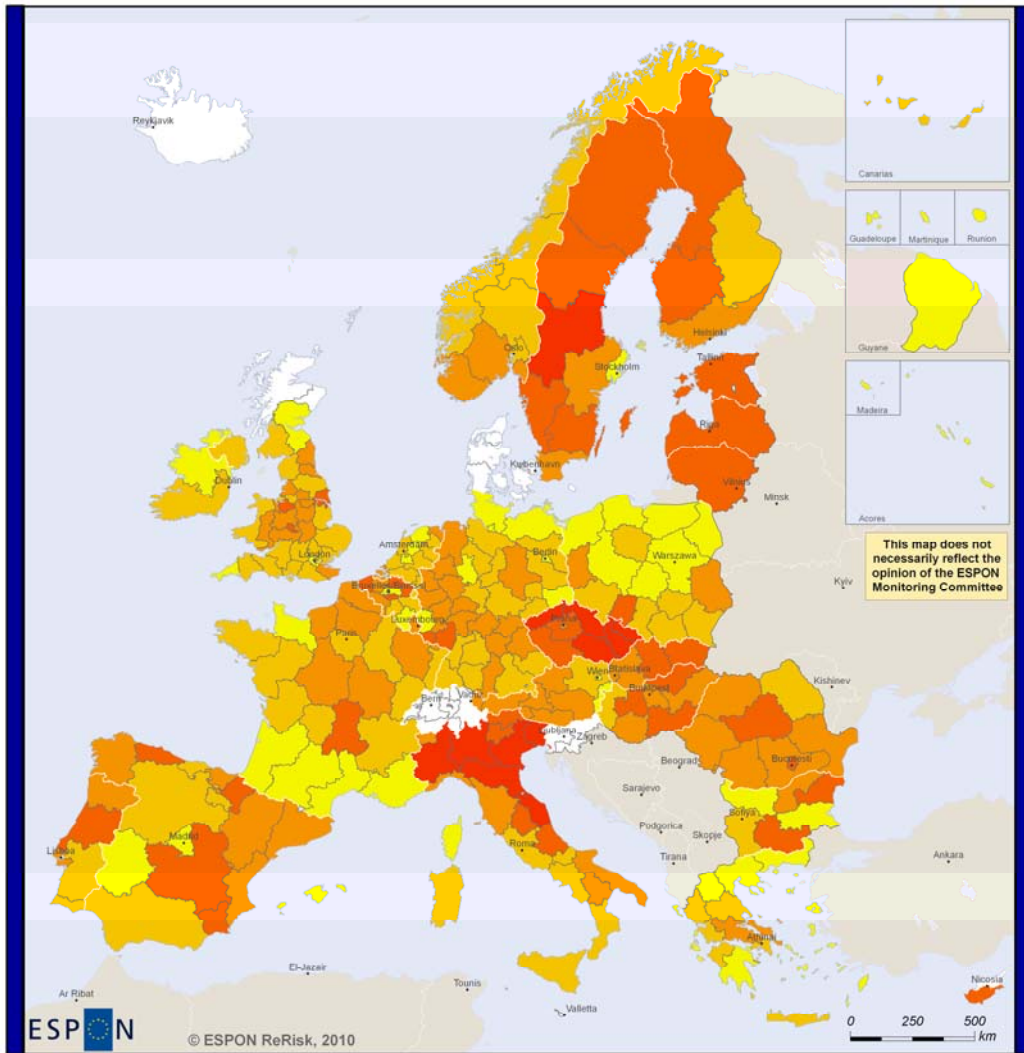 Reykjavik
Canarias
Guadeloupe
Martinique
Riunion
Guyane
Madeira
Acores
This map does not
necessarily reflect the
opinion of the ESPON
Monitoring Committee
Oslo
Helsinki
Tallinn
Stockholm
Riga
København
Vilnius
Minsk
Dublin
London
Amsterdam
Berlin
Warszawa
Kyiv
Luxembourg
Paris
Praha
Wien
Bratislava
Budapest
Kishinev
Bern
Vaduz
Ljubljana
Zagreb
Beograd
Bucuresti
Sarajevo
Sofiya
Podgorica
Skopje
Tirana
Roma
Madrid
Lisboa
Ankara
Athinai
Nicosia
El-Jazair
Tounis
Ar Ribat
Valletta
ESPON
© ESPON ReRisk, 2010
0 250 500
km